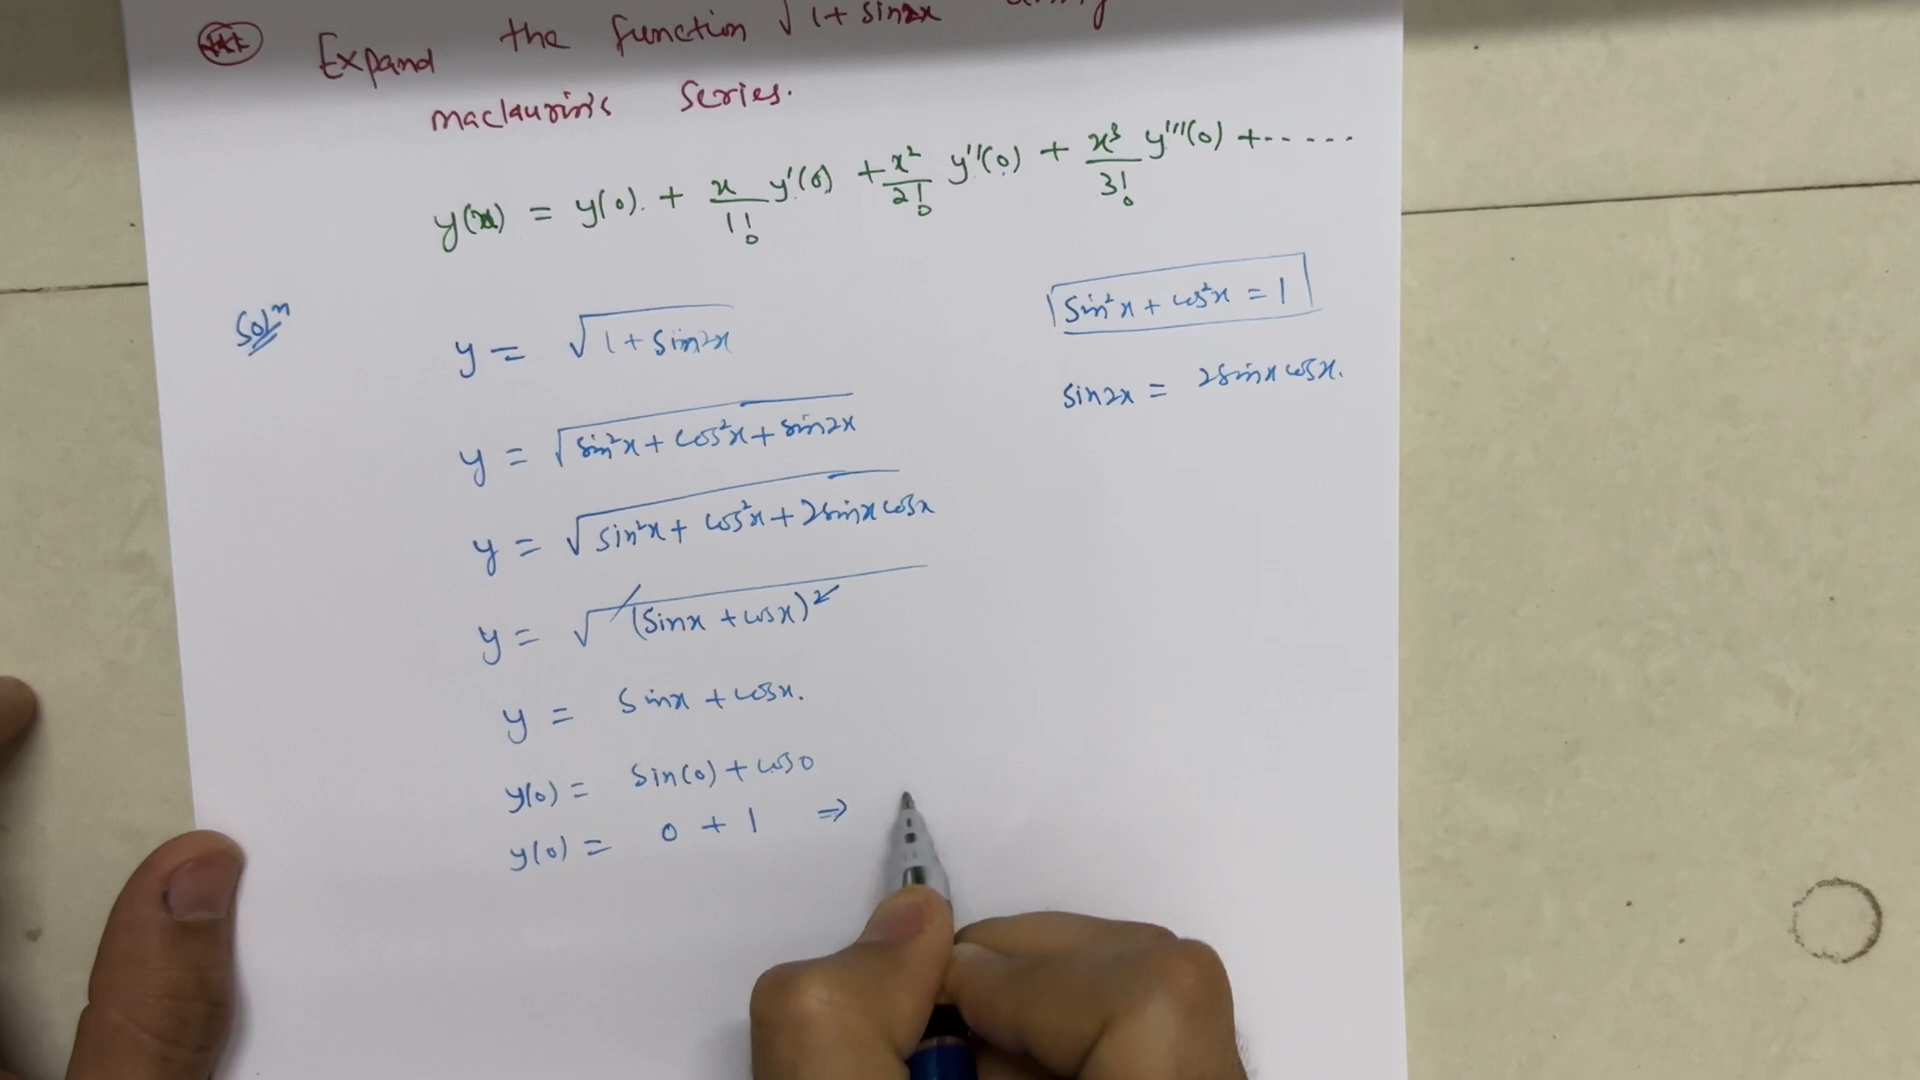 Expand the function √1+sin2x
maclaurin's series.
y(x) = y(0) + x/1! y'(0) + x²/2! y''(0) + x³/3! y'''(0) +......
Solⁿ
y = √1+sin2x
sin²x + cos²x = 1
sin2x = 2sinx cosx.
y = √sin²x + cos²x + sin2x
y = √sin²x + cos²x + 2sinx cosx
y = √(sinx + cosx)²
y = sinx + cosx.
y(0) = sin(0) + cos0
y(0) = 0 + 1 ⇒